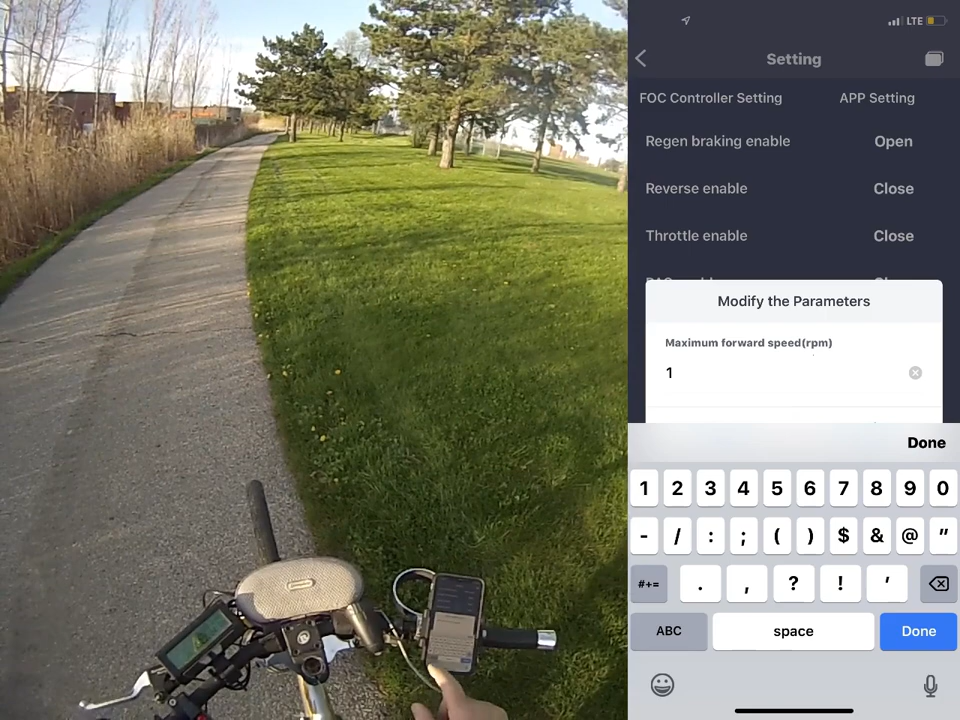 LTE
Setting
FOC Controller Setting APP Setting
Regen braking enable Open
Reverse enable Close
Throttle enable Close
Modify the Parameters
Maximum forward speed(rpm)
1
Done
1 2 3 4 5 6 7 8 9 0
- / : ; ( ) $ & @ "
#+= . , ? ! '
ABC space Done